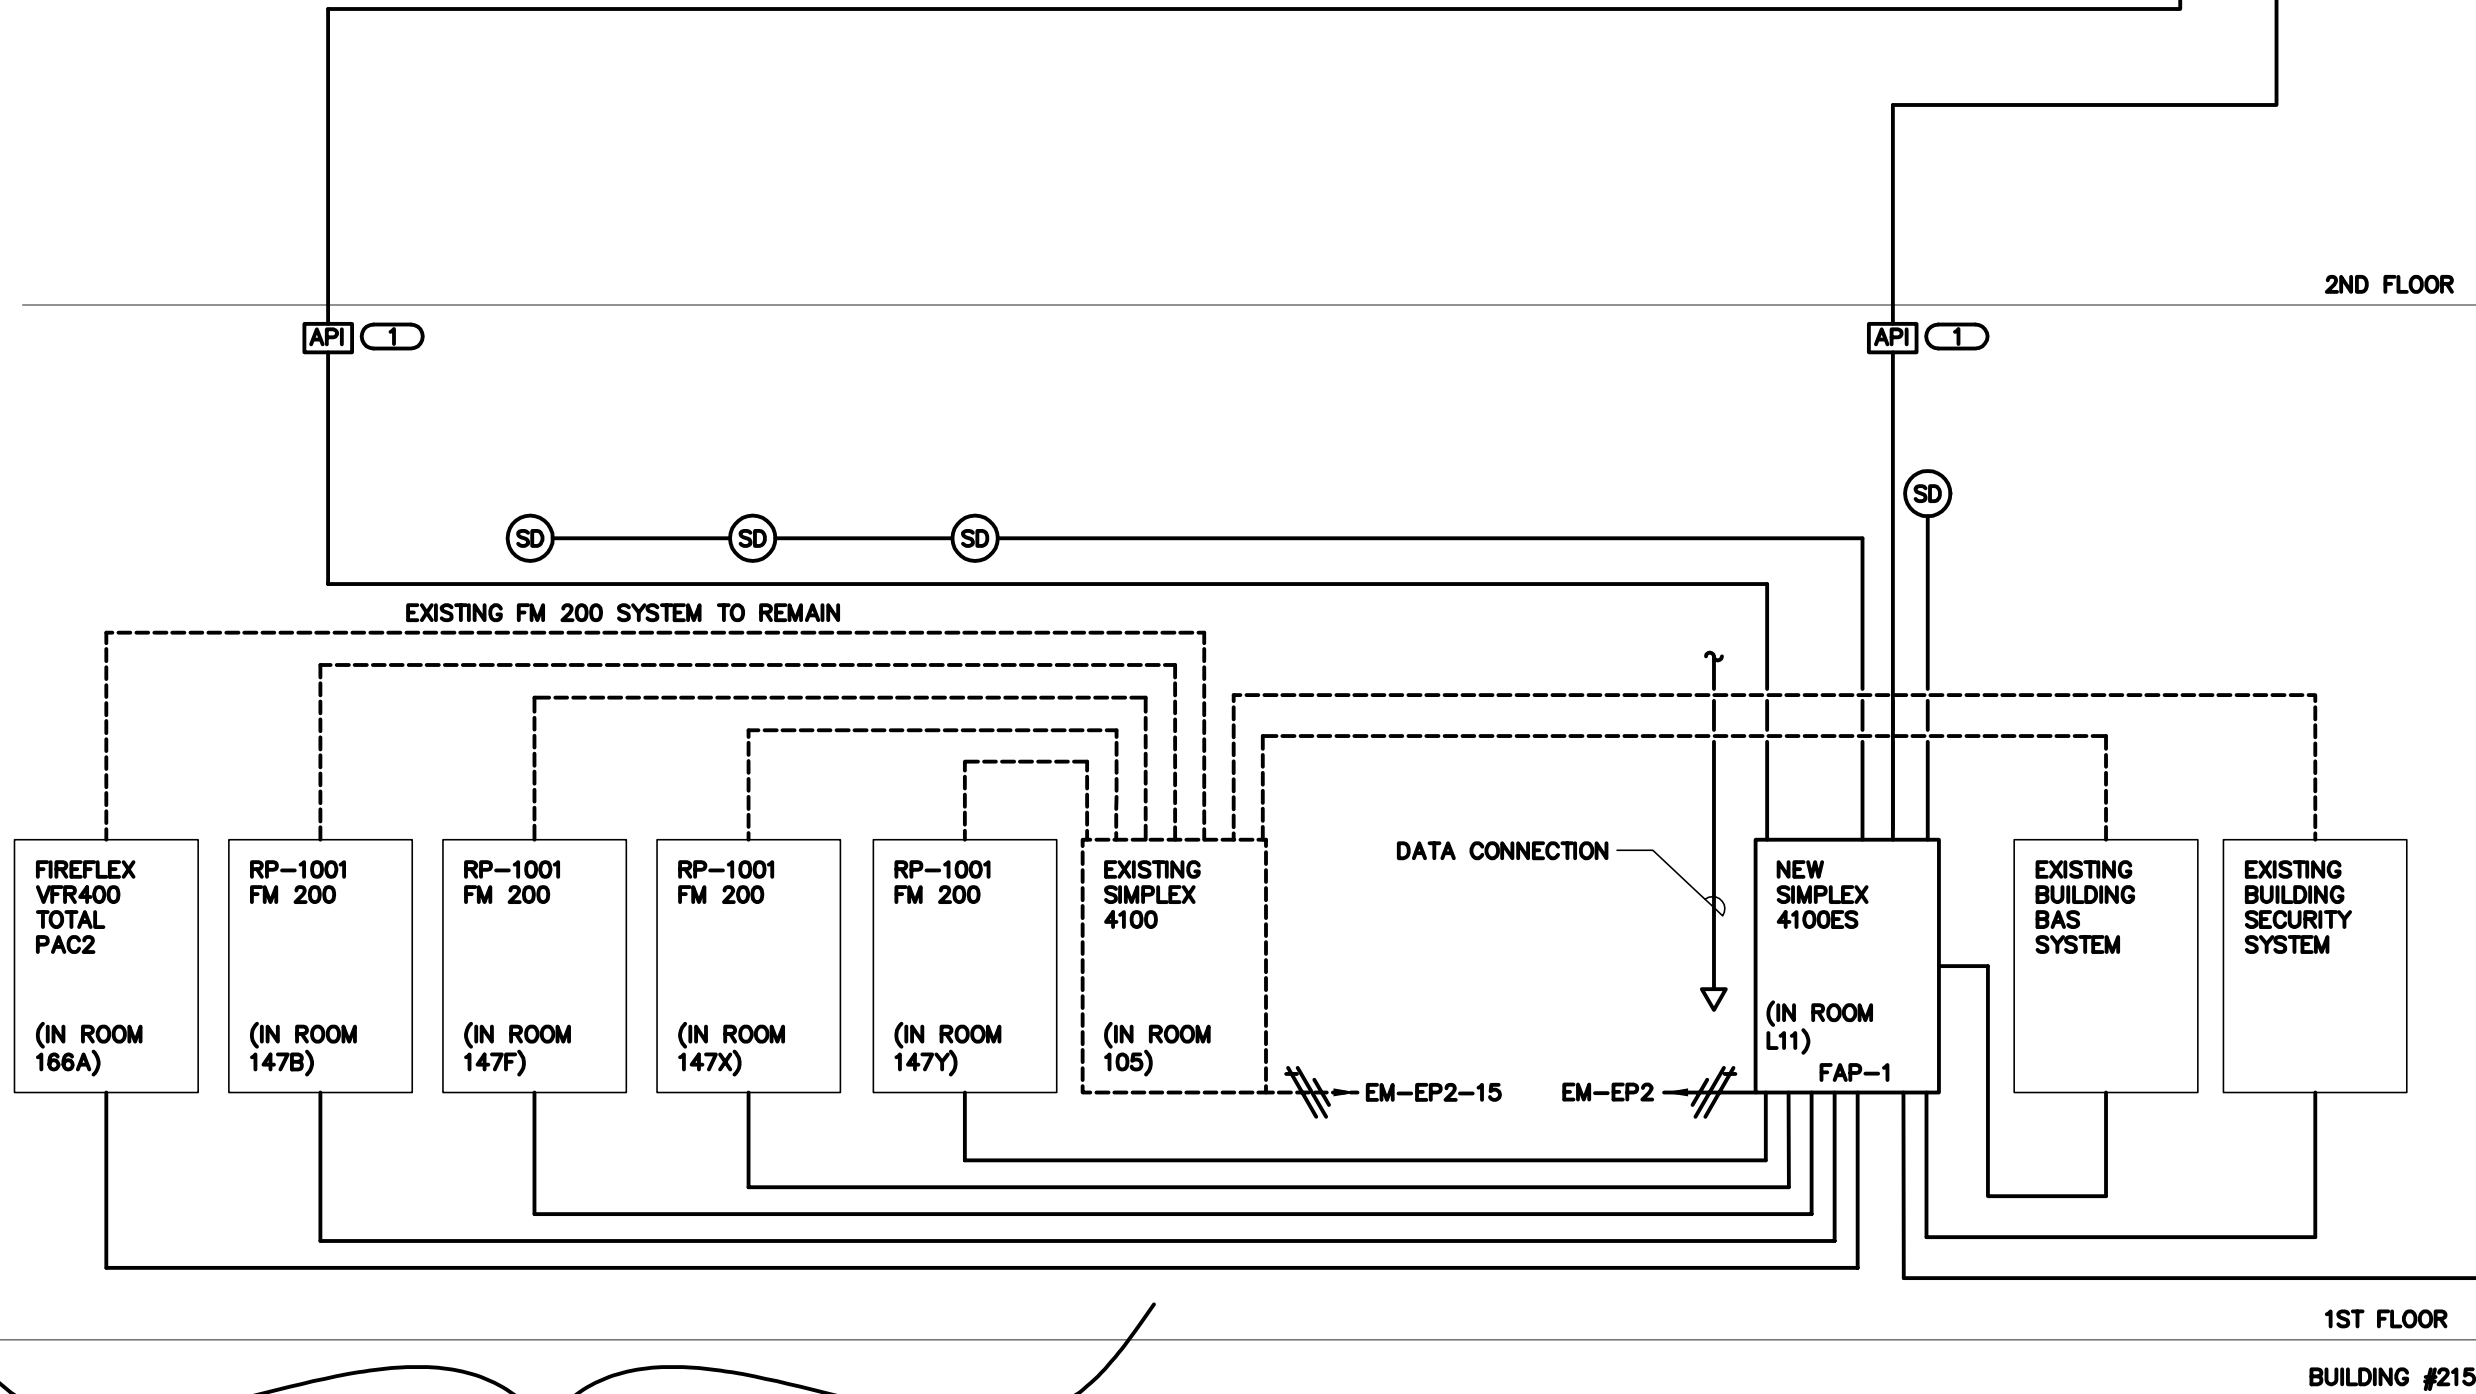 2ND FLOOR
API 1
API 1
SD
SD SD SD
EXISTING FM 200 SYSTEM TO REMAIN
DATA CONNECTION
FIREFLEX
VFR400
TOTAL
PAC2
(IN ROOM
166A)
RP-1001
FM 200
(IN ROOM
147B)
RP-1001
FM 200
(IN ROOM
147F)
RP-1001
FM 200
(IN ROOM
147X)
RP-1001
FM 200
(IN ROOM
147Y)
EXISTING
SIMPLEX
4100
(IN ROOM
105)
EM-EP2-15
EM-EP2
NEW
SIMPLEX
4100ES
(IN ROOM
L11)
FAP-1
EXISTING
BUILDING
BAS
SYSTEM
EXISTING
BUILDING
SECURITY
SYSTEM
1ST FLOOR
BUILDING #215